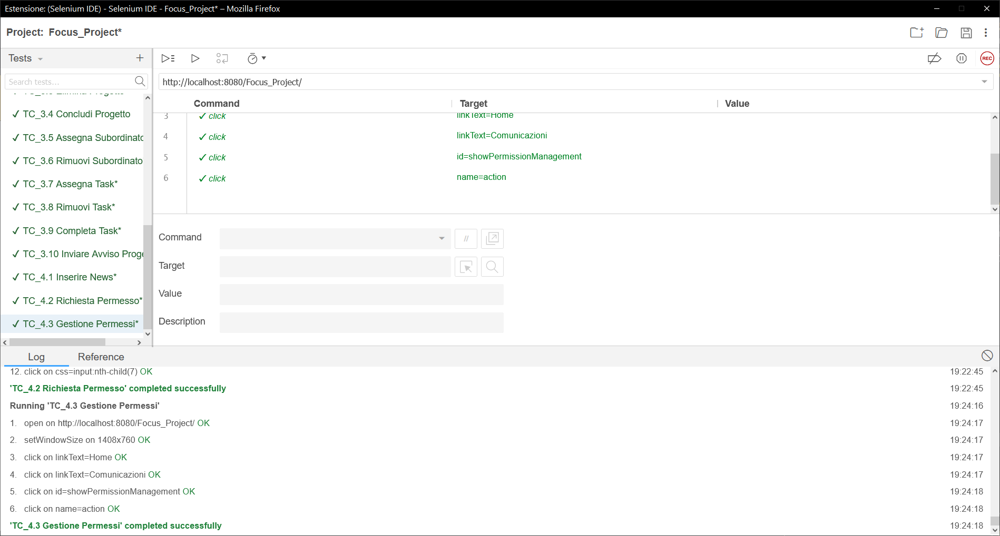 Estensione: (Selenium IDE) - Selenium IDE - Focus_Project* – Mozilla Firefox
Project: Focus_Project*
Tests
Search tests...
TC_3.4 Concludi Progetto
TC_3.5 Assegna Subordinato
TC_3.6 Rimuovi Subordinato
TC_3.7 Assegna Task*
TC_3.8 Rimuovi Task*
TC_3.9 Completa Task*
TC_3.10 Inviare Avviso Proge
TC_4.1 Inserire News*
TC_4.2 Richiesta Permesso*
TC_4.3 Gestione Permessi*
REC
http://localhost:8080/Focus_Project/
Command Target Value
3 click linkText=Home
4 click linkText=Comunicazioni
5 click id=showPermissionManagement
6 click name=action
Command //
Target
Value
Description
Log Reference
12. click on css=input:nth-child(7) OK 19:22:45
'TC_4.2 Richiesta Permesso' completed successfully 19:22:45
Running 'TC_4.3 Gestione Permessi' 19:24:16
1. open on http://localhost:8080/Focus_Project/ OK 19:24:17
2. setWindowSize on 1408x760 OK 19:24:17
3. click on linkText=Home OK 19:24:17
4. click on linkText=Comunicazioni OK 19:24:17
5. click on id=showPermissionManagement OK 19:24:18
6. click on name=action OK 19:24:18
'TC_4.3 Gestione Permessi' completed successfully 19:24:18